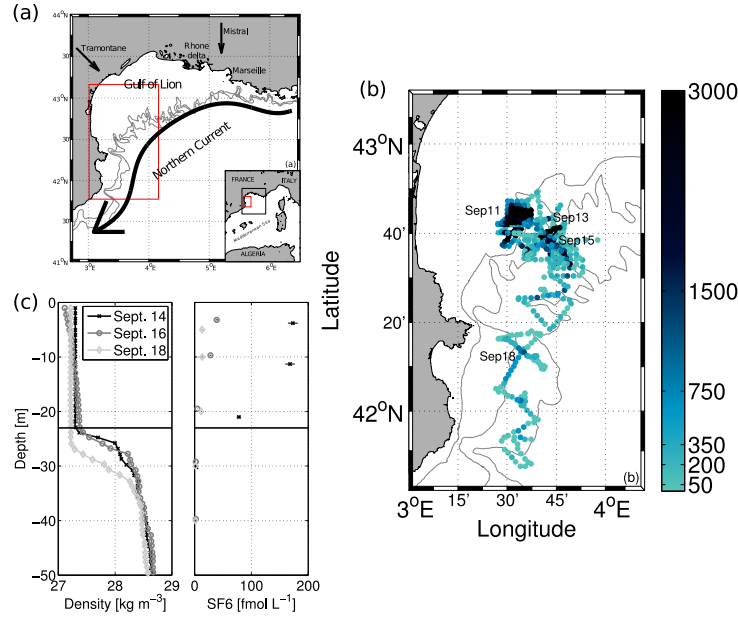 (a)
44°N
Tramontane
Rhone
delta
Mistral
Marseille
Gulf of Lion
30'
43°N
30'
Northern Current
42°N
30'
41°N
3°E
4°E
5°E
6°E
(a)
FRANCE
ITALY
Mediterranean Sea
ALGERIA
(b)
43°N
40'
20'
42°N
Latitude
Sep11
Sep13
Sep15
Sep18
(b)
3°E
15'
30'
45'
4°E
Longitude
3000
1500
750
350
200
50
(c)
0
−10
−20
−30
−40
−50
Depth [m]
Sept. 14
Sept. 16
Sept. 18
27
28
29
Density [kg m⁻³]
0
100
200
SF6 [fmol L⁻¹]